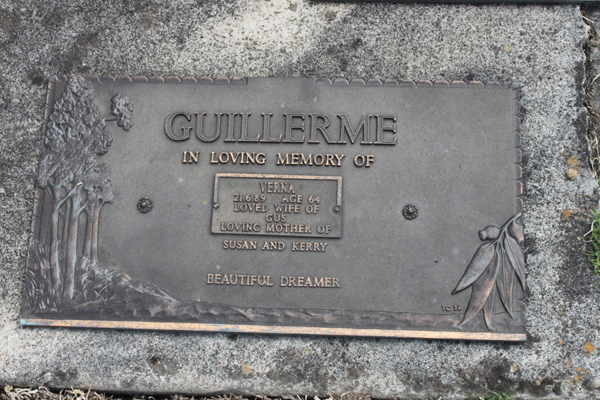 GUILLERME
IN LOVING MEMORY OF
VERNA
21.6.89 AGE 64
LOVED WIFE OF
GUS
LOVING MOTHER OF
SUSAN AND KERRY
BEAUTIFUL DREAMER